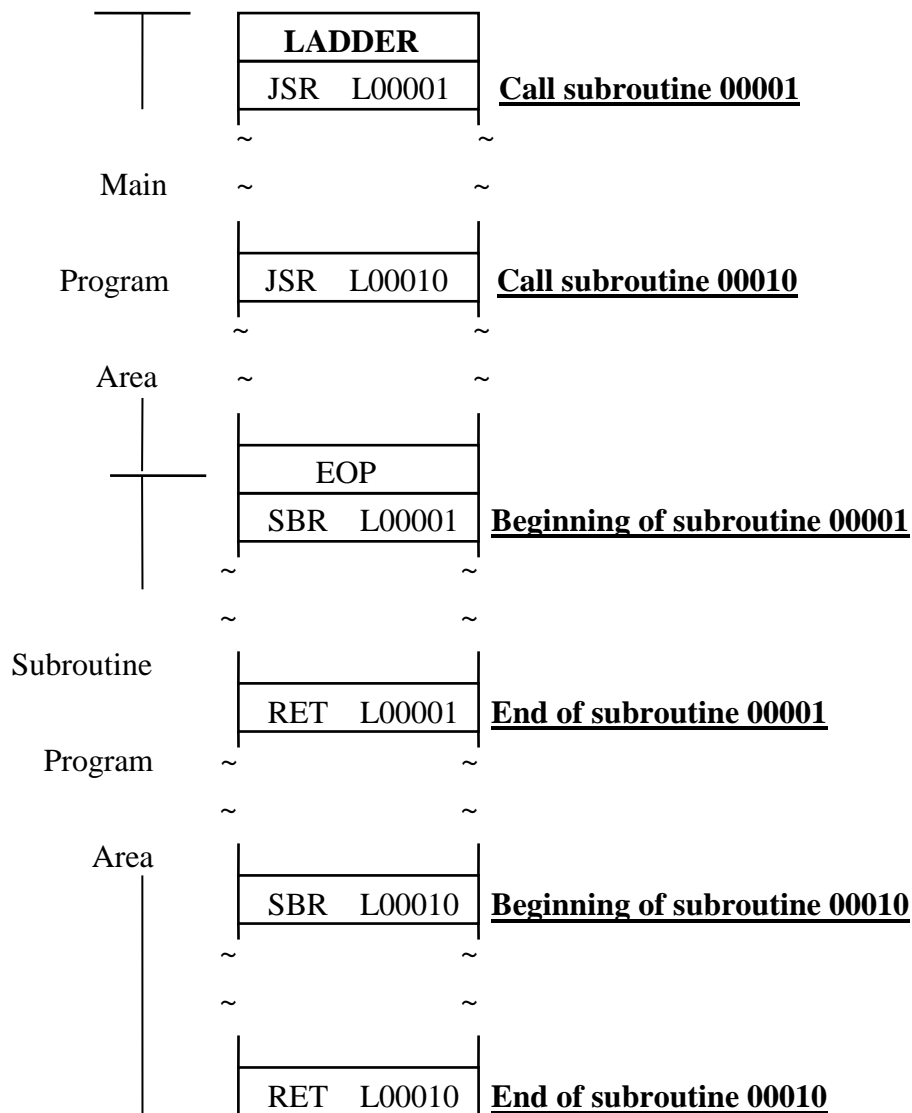 LADDER
JSR L00001 Call subroutine 00001
~ ~
Main ~ ~
Program JSR L00010 Call subroutine 00010
~ ~
Area ~ ~
EOP
SBR L00001 Beginning of subroutine 00001
~ ~
~ ~
Subroutine
RET L00001 End of subroutine 00001
Program ~ ~
~ ~
Area
SBR L00010 Beginning of subroutine 00010
~ ~
~ ~
RET L00010 End of subroutine 00010